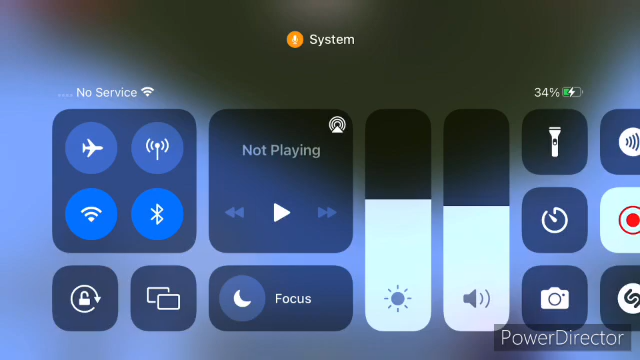 System
No Service
34%
Not Playing
Focus
PowerDirector